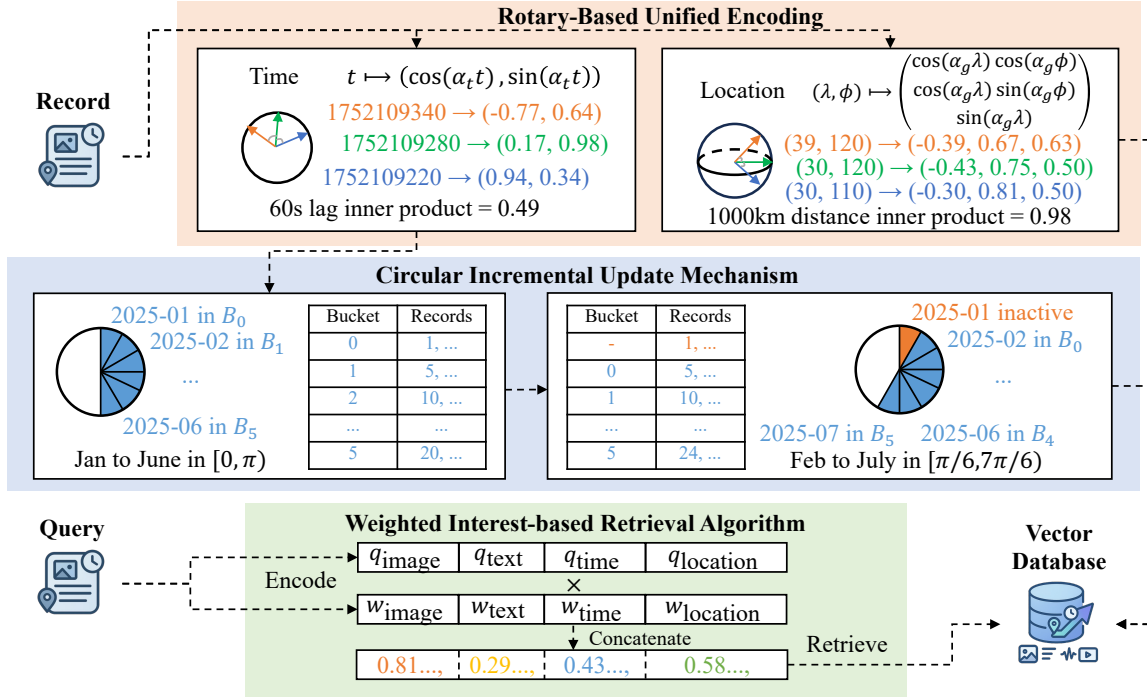 Rotary-Based Unified Encoding
Record
Time
t ↦ (cos(α_t t), sin(α_t t))
1752109340 → (-0.77, 0.64)
1752109280 → (0.17, 0.98)
1752109220 → (0.94, 0.34)
60s lag inner product = 0.49
Location
(λ, ϕ) ↦
cos(α_g λ) cos(α_g ϕ)
cos(α_g λ) sin(α_g ϕ)
sin(α_g λ)
(39, 120) → (-0.39, 0.67, 0.63)
(30, 120) → (-0.43, 0.75, 0.50)
(30, 110) → (-0.30, 0.81, 0.50)
1000km distance inner product = 0.98
Circular Incremental Update Mechanism
2025-01 in B_0
2025-02 in B_1
...
2025-06 in B_5
Jan to June in [0, π)
Bucket Records
0 1, ...
1 5, ...
2 10, ...
... ...
5 20, ...
Bucket Records
- 1, ...
0 5, ...
1 10, ...
... ...
5 24, ...
2025-01 inactive
2025-02 in B_0
...
2025-07 in B_5 2025-06 in B_4
Feb to July in [π/6,7π/6)
Weighted Interest-based Retrieval Algorithm
Query
Encode
q_image q_text q_time q_location
×
w_image w_text w_time w_location
Concatenate
0.81..., 0.29..., 0.43..., 0.58...,
Retrieve
Vector
Database